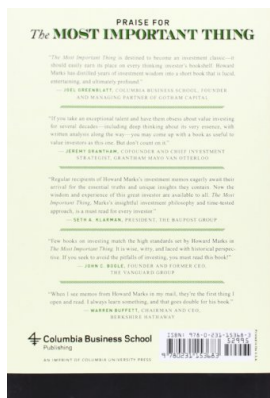 PRAISE FOR
The MOST IMPORTANT THING
"The Most Important Thing is destined to become an investment classic—it
should easily earn its place on every thinking investor's bookshelf. Howard
Marks has distilled years of investment wisdom into a short book that is lucid,
entertaining, and ultimately profound."
— JOEL GREENBLATT, COLUMBIA BUSINESS SCHOOL, FOUNDER
AND MANAGING PARTNER OF GOTHAM CAPITAL
"If you take an exceptional talent and have them obsess about value investing
for several decades—including deep thinking about its very essence, with
written analysis along the way—you may come up with a book as useful to
value investors as this one. But don't count on it."
— JEREMY GRANTHAM, COFOUNDER AND CHIEF INVESTMENT
STRATEGIST, GRANTHAM MAYO VAN OTTERLOO
"Regular recipients of Howard Marks's investment memos eagerly await their
arrival for the essential truths and unique insights they contain. Now the
wisdom and experience of this great investor are available to all. The Most
Important Thing, Marks's insightful investment philosophy and time-tested
approach, is a must read for every investor."
— SETH A. KLARMAN, PRESIDENT, THE BAUPOST GROUP
"Few books on investing match the high standards set by Howard Marks in
The Most Important Thing. It is wise, witty, and laced with historical perspec-
tive. If you seek to avoid the pitfalls of investing, you must read this book!"
— JOHN C. BOGLE, FOUNDER AND FORMER CEO,
THE VANGUARD GROUP
"When I see memos from Howard Marks in my mail, they're the first thing I
open and read. I always learn something, and that goes double for his book."
— WARREN BUFFETT, CHAIRMAN AND CEO,
BERKSHIRE HATHAWAY
Columbia Business School
Publishing
AN IMPRINT OF COLUMBIA UNIVERSITY PRESS
ISBN: 978-0-231-15368-3
52995
9780231153683